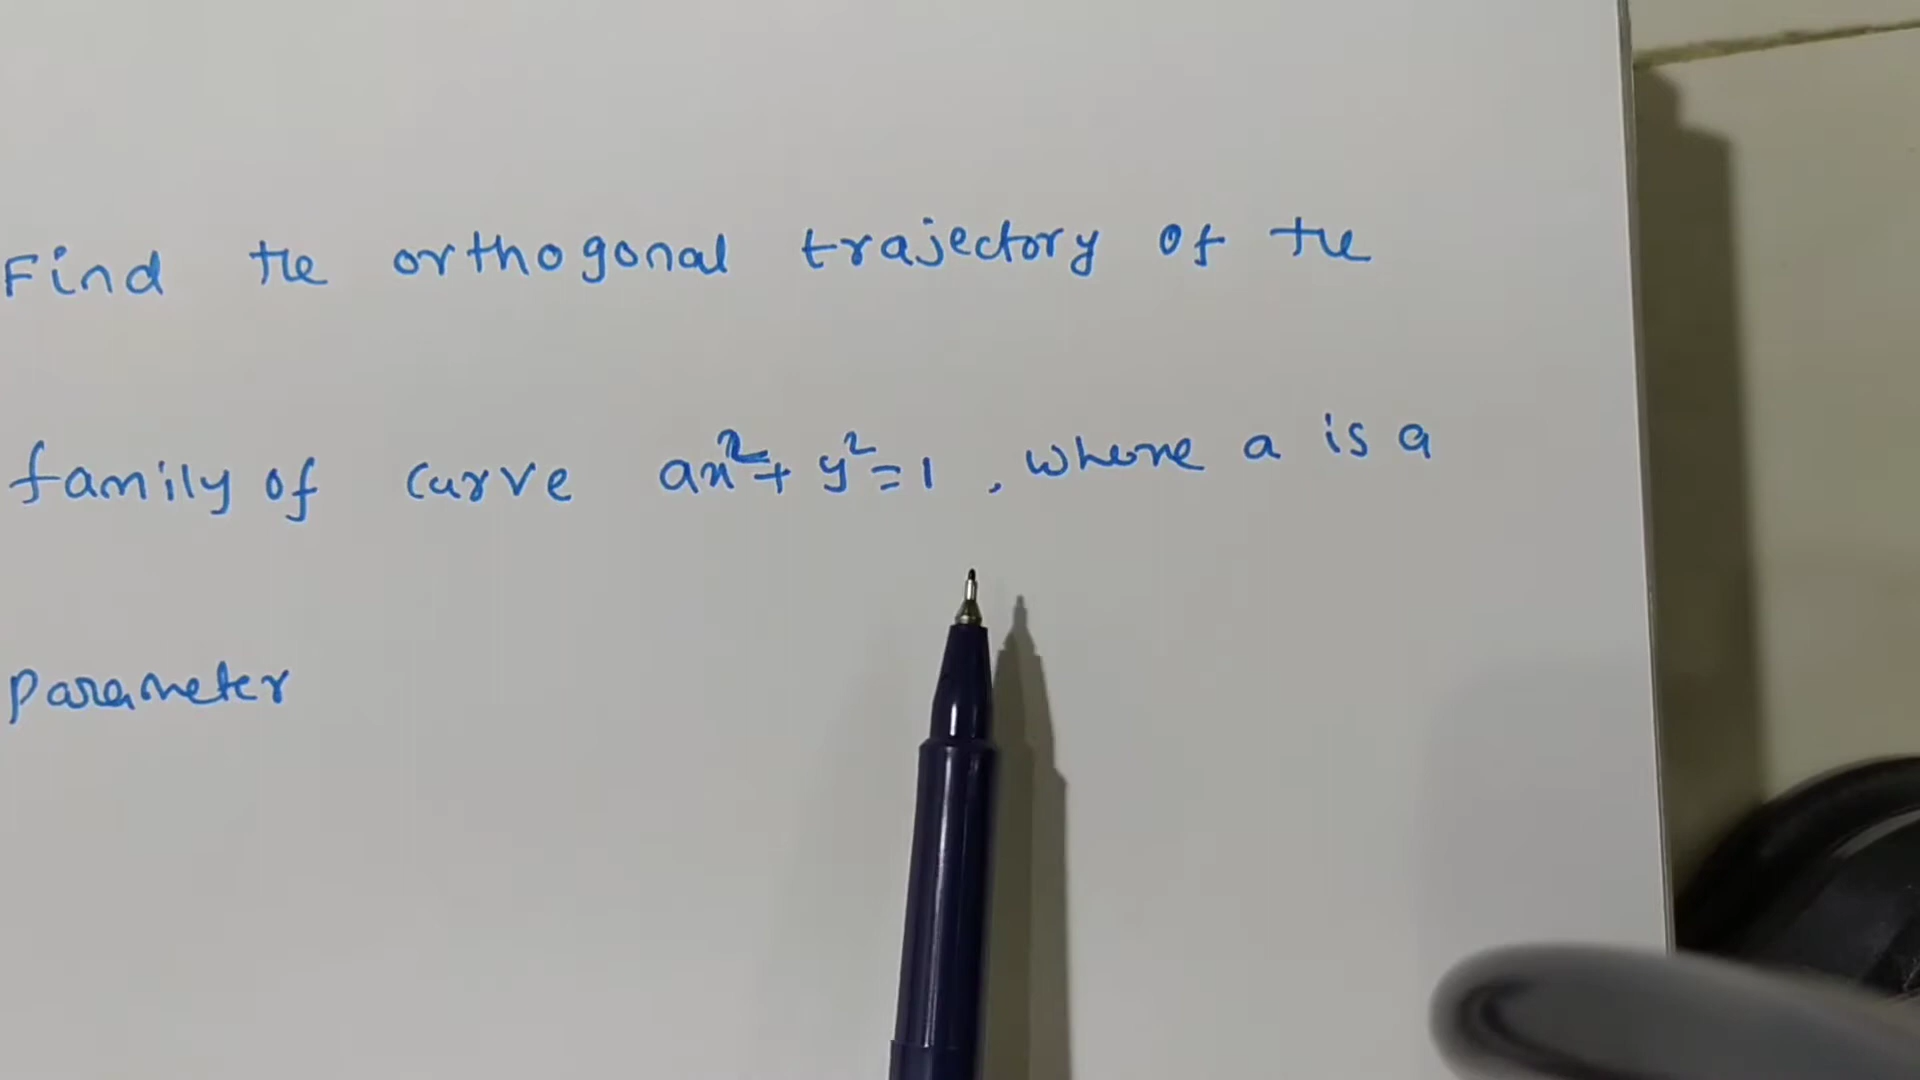 Find the orthogonal trajectory of the
family of curve ax²+ y²=1, where a is a
parameter